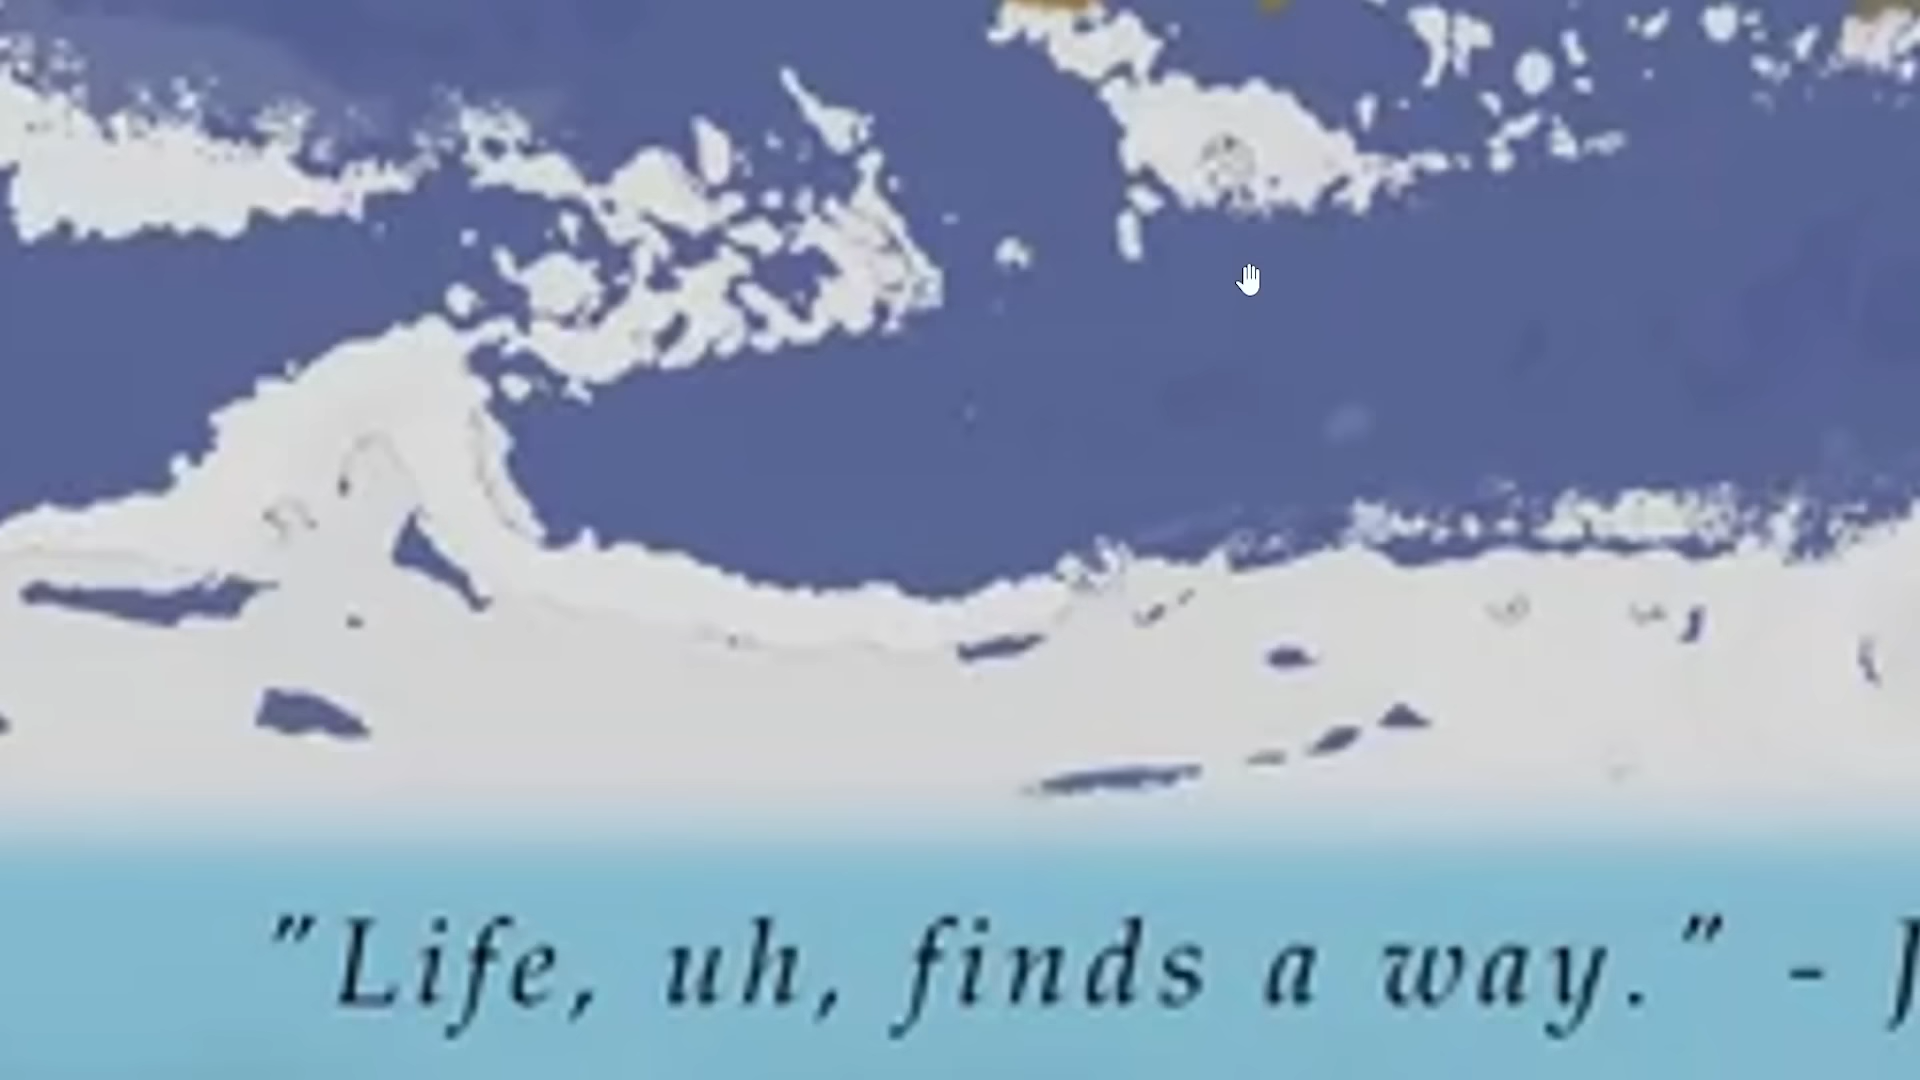 "Life, uh, finds a way." - J